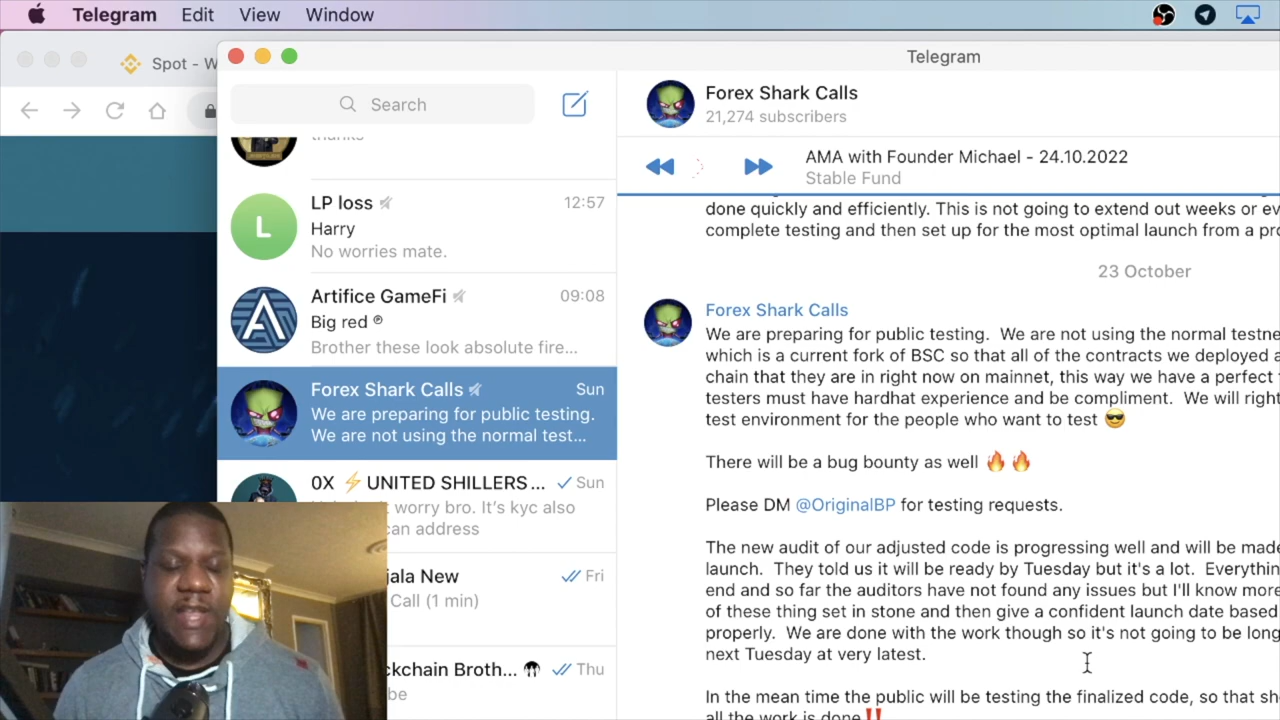 Telegram Edit View Window
Telegram
Spot - W
Search
Forex Shark Calls
21,274 subscribers
AMA with Founder Michael - 24.10.2022
Stable Fund
thanks
LP loss 12:57
Harry
No worries mate.
Artifice GameFi 09:08
Big red ℗
Brother these look absolute fire...
Forex Shark Calls Sun
We are preparing for public testing.
We are not using the normal test...
0X ⚡ UNITED SHILLERS... Sun
worry bro. It's kyc also
can address
jala New Fri
Call (1 min)
ckchain Broth... Thu
be
done quickly and efficiently. This is not going to extend out weeks or ev
complete testing and then set up for the most optimal launch from a pro
23 October
Forex Shark Calls
We are preparing for public testing. We are not using the normal testne
which is a current fork of BSC so that all of the contracts we deployed a
chain that they are in right now on mainnet, this way we have a perfect
testers must have hardhat experience and be compliment. We will right
test environment for the people who want to test 😎
There will be a bug bounty as well 🔥🔥
Please DM @OriginalBP for testing requests.
The new audit of our adjusted code is progressing well and will be made
launch. They told us it will be ready by Tuesday but it's a lot. Everythin
end and so far the auditors have not found any issues but I'll know more
of these thing set in stone and then give a confident launch date based
properly. We are done with the work though so it's not going to be long
next Tuesday at very latest.
In the mean time the public will be testing the finalized code, so that sh
all the work is done‼️